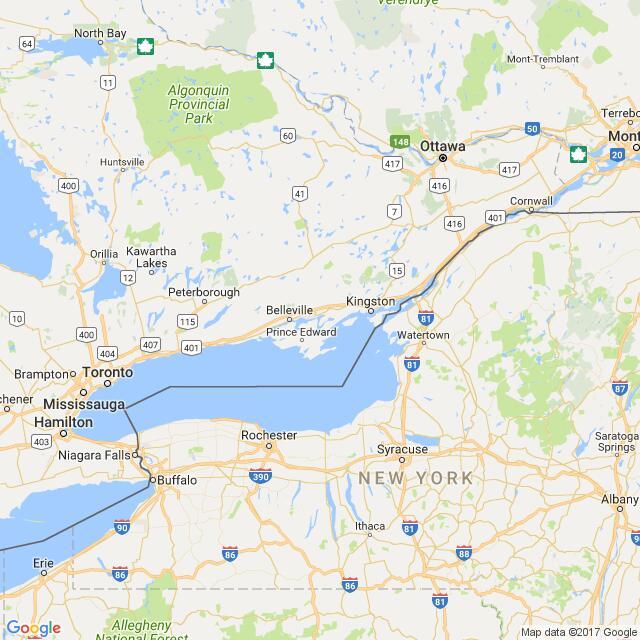 Verendrye
North Bay
64
Mont-Tremblant
11
Algonquin
Provincial
Park
Terrebo
50
Mont
60
148
Ottawa
417
20
Huntsville
417
417
400
416
41
Cornwall
7
416
401
Orillia
Kawartha
Lakes
12
15
Peterborough
Kingston
Belleville
10
115
81
Prince Edward
400
407
401
Watertown
404
81
Brampton
Toronto
87
Mississauga
chener
Hamilton
403
Rochester
Saratoga
Springs
Niagara Falls
Syracuse
Buffalo
390
NEW YORK
Albany
90
Ithaca
81
9
86
88
Erie
86
86
81
Allegheny
National Forest
Google
Map data ©2017 Google